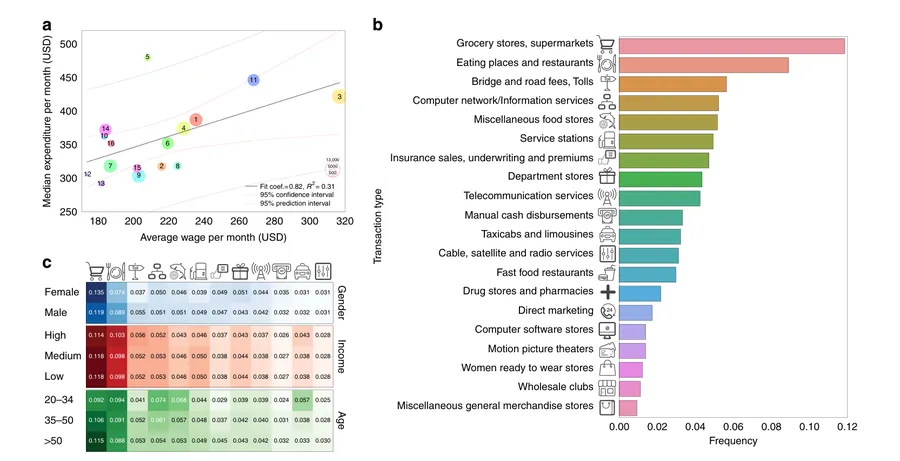 a
Median expenditure per month (USD)
500
450
400
350
300
250
5
11
3
1
4
14
10
16
6
7
15
2
8
9
12
13
13,000
5000
500
Fit coef.=0.82, R²=0.31
95% confidence interval
95% prediction interval
180 200 220 240 260 280 300 320
Average wage per month (USD)
b
Transaction type
Grocery stores, supermarkets
Eating places and restaurants
Bridge and road fees, Tolls
Computer network/Information services
Miscellaneous food stores
Service stations
Insurance sales, underwriting and premiums
Department stores
Telecommunication services
Manual cash disbursements
Taxicabs and limousines
Cable, satellite and radio services
Fast food restaurants
Drug stores and pharmacies
Direct marketing
24
Computer software stores
Motion picture theaters
Women ready to wear stores
Wholesale clubs
Miscellaneous general merchandise stores
0.00 0.02 0.04 0.06 0.08 0.10 0.12
Frequency
c
Female 0.135 0.074 0.037 0.050 0.046 0.039 0.049 0.051 0.044 0.035 0.031 0.031
Male 0.119 0.089 0.055 0.051 0.051 0.049 0.047 0.043 0.042 0.032 0.032 0.031
Gender
High 0.114 0.103 0.056 0.052 0.043 0.046 0.037 0.043 0.037 0.026 0.043 0.028
Medium 0.118 0.098 0.052 0.053 0.046 0.050 0.038 0.044 0.038 0.027 0.038 0.028
Low 0.118 0.098 0.052 0.053 0.046 0.050 0.038 0.044 0.038 0.027 0.038 0.028
Income
20–34 0.092 0.094 0.041 0.074 0.068 0.044 0.029 0.039 0.039 0.024 0.057 0.025
35–50 0.106 0.091 0.052 0.061 0.057 0.048 0.037 0.042 0.040 0.031 0.038 0.028
>50 0.115 0.088 0.053 0.054 0.053 0.049 0.045 0.043 0.042 0.032 0.033 0.030
Age